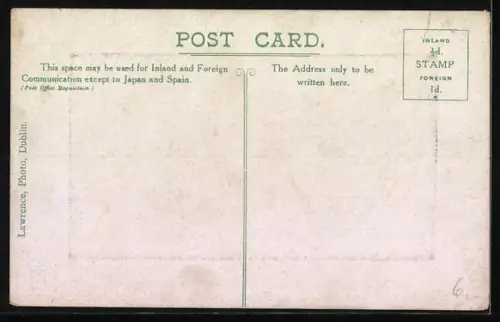 POST CARD.
This space may be used for Inland and Foreign
Communication except to Japan and Spain.
(Post Office Regulation.)
The Address only to be
written here.
INLAND
½d.
STAMP
FOREIGN
1d.
Lawrence, Photo, Dublin.